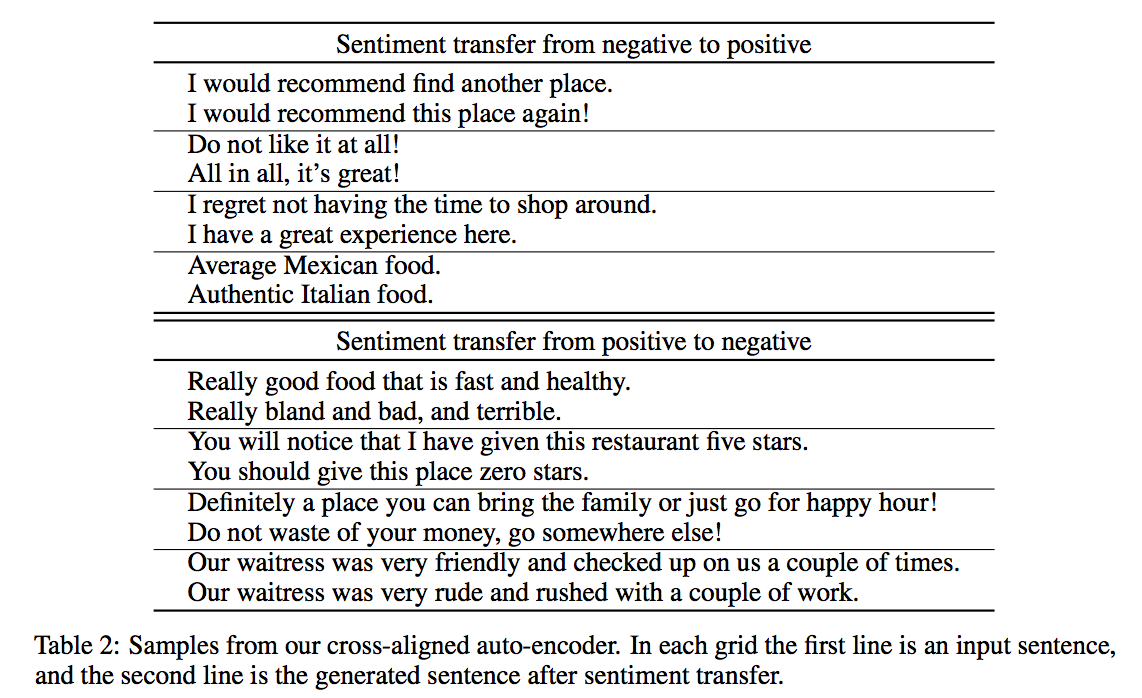 Sentiment transfer from negative to positive
I would recommend find another place.
I would recommend this place again!
Do not like it at all!
All in all, it’s great!
I regret not having the time to shop around.
I have a great experience here.
Average Mexican food.
Authentic Italian food.
Sentiment transfer from positive to negative
Really good food that is fast and healthy.
Really bland and bad, and terrible.
You will notice that I have given this restaurant five stars.
You should give this place zero stars.
Definitely a place you can bring the family or just go for happy hour!
Do not waste of your money, go somewhere else!
Our waitress was very friendly and checked up on us a couple of times.
Our waitress was very rude and rushed with a couple of work.
Table 2: Samples from our cross-aligned auto-encoder. In each grid the first line is an input sentence,
and the second line is the generated sentence after sentiment transfer.